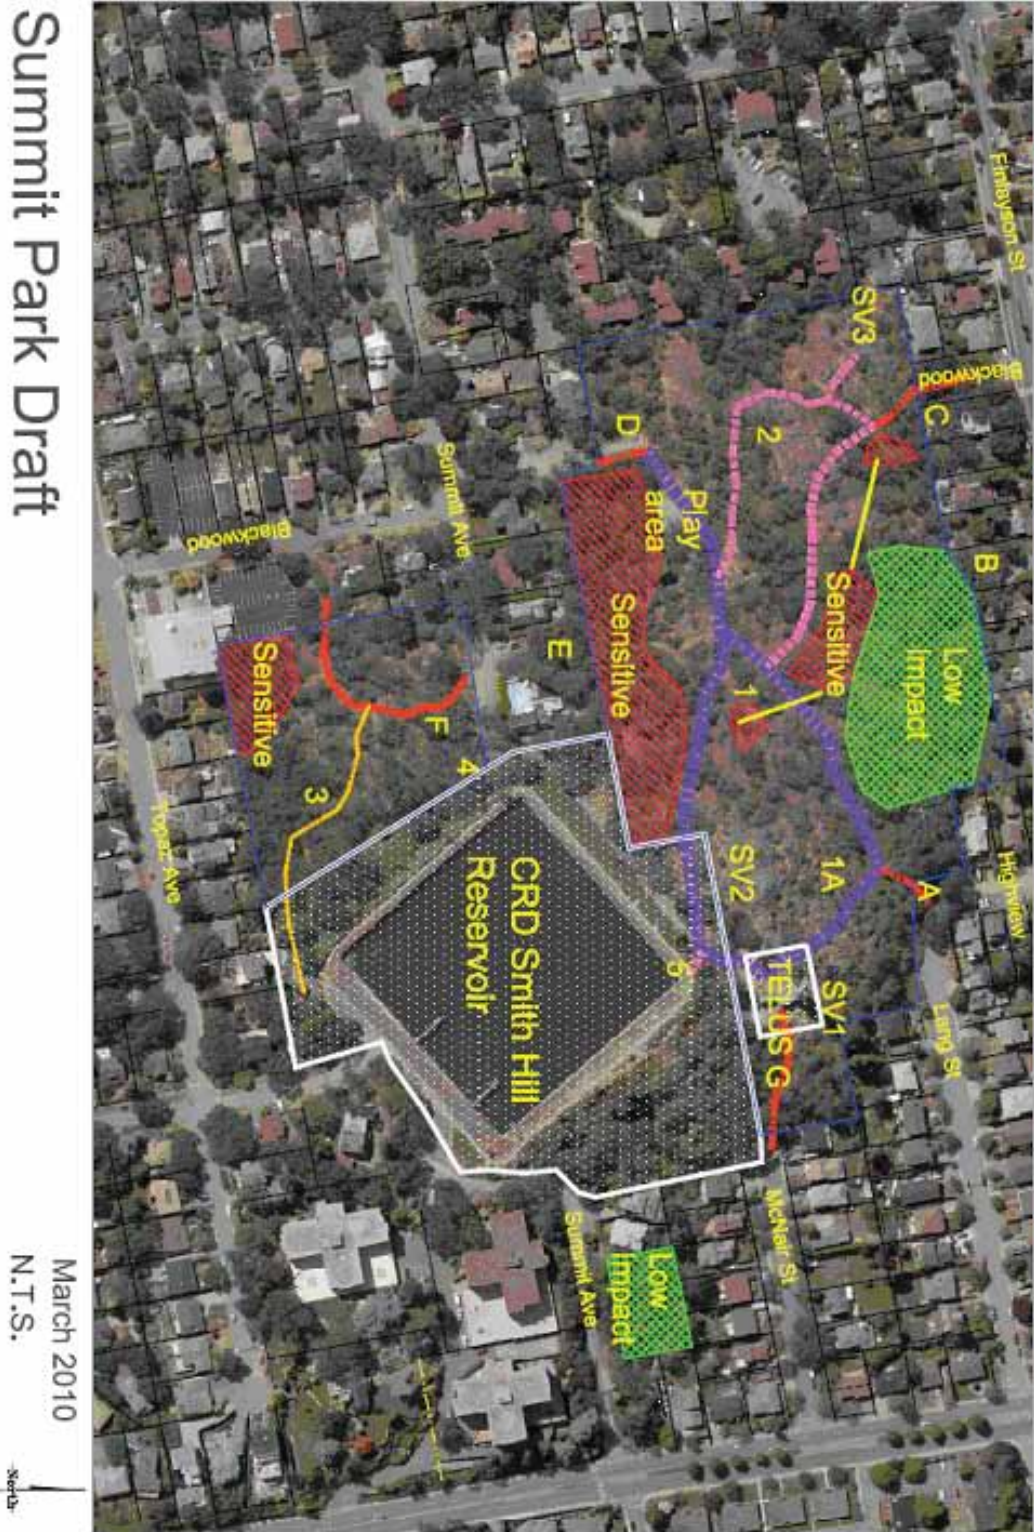 Finlayson St
Blackwood
C
B
Highview
A
Lang St
SV3
2
Sensitive
Low
Impact
1
1A
SV1
TELUS G
McNair St
D
Play
area
SV2
Sensitive
E
5
Summit Ave
Blackwood
F
4
3
Sensitive
CRD Smith Hill
Reservoir
Topaz Ave
Summit Ave
Low
Impact
Summit Park Draft
March 2010
N.T.S.
North